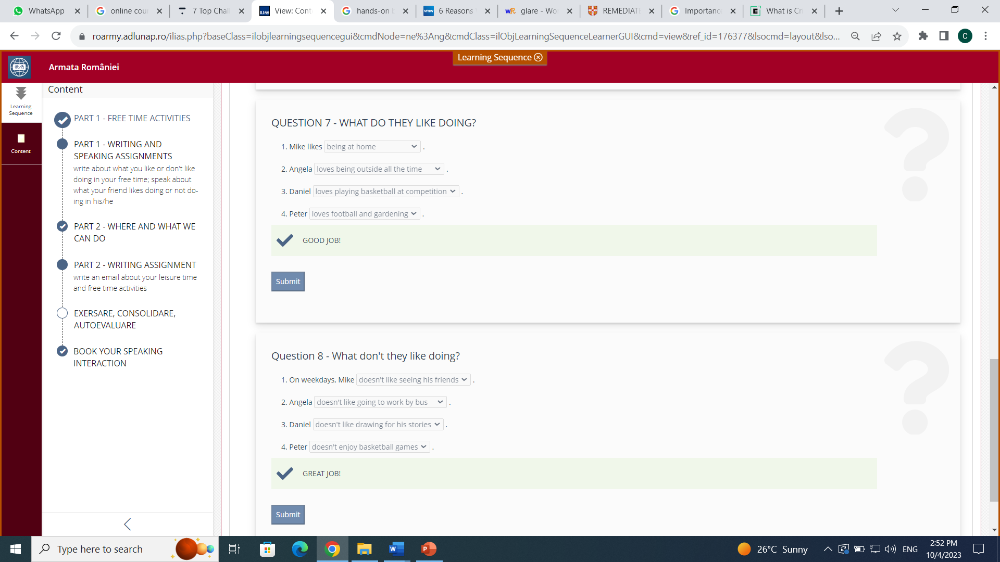 WhatsApp
online cou
7 Top Chall
View: Cont
hands-on b
6 Reasons
glare - Wo
REMEDIATI
Importance
What is Cri
roarmy.adlunap.ro/ilias.php?baseClass=ilobjlearningsequencegui&cmdNode=ne%3Ang&cmdClass=ilObjLearningSequenceLearnerGUI&cmd=view&ref_id=176377&lsocmd=layout&lso...
C
Armata României
Learning Sequence
Learning
Sequence
Content
Content
PART 1 - FREE TIME ACTIVITIES
PART 1 - WRITING AND
SPEAKING ASSIGNMENTS
write about what you like or don't like
doing in your free time; speak about
what your friend likes doing or not do-
ing in his/he
PART 2 - WHERE AND WHAT WE
CAN DO
PART 2 - WRITING ASSIGNMENT
write an email about your leisure time
and free time activities
EXERSARE, CONSOLIDARE,
AUTOEVALUARE
BOOK YOUR SPEAKING
INTERACTION
QUESTION 7 - WHAT DO THEY LIKE DOING?
1. Mike likes being at home .
2. Angela loves being outside all the time .
3. Daniel loves playing basketball at competition .
4. Peter loves football and gardening .
GOOD JOB!
Submit
Question 8 - What don't they like doing?
1. On weekdays, Mike doesn't like seeing his friends .
2. Angela doesn't like going to work by bus .
3. Daniel doesn't like drawing for his stories .
4. Peter doesn't enjoy basketball games .
GREAT JOB!
Submit
Type here to search
26°C Sunny
ENG
2:52 PM
10/4/2023